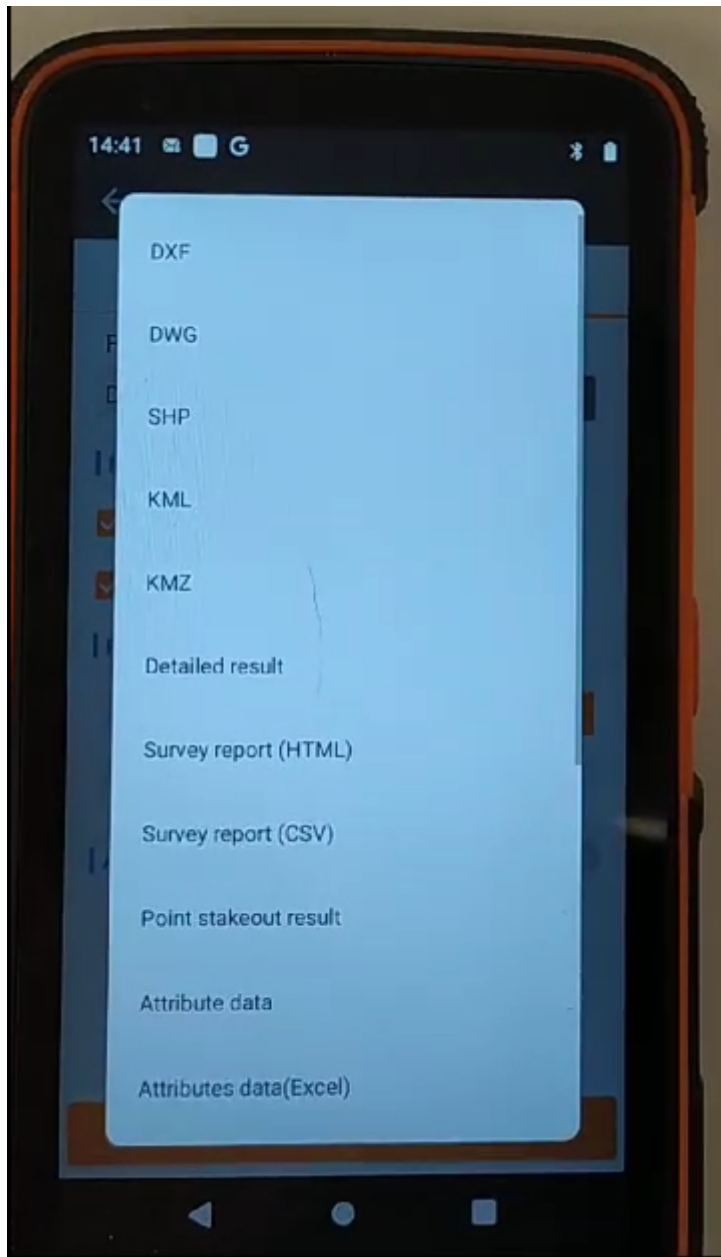 14:41 G
DXF
DWG
SHP
KML
KMZ
Detailed result
Survey report (HTML)
Survey report (CSV)
Point stakeout result
Attribute data
Attributes data(Excel)